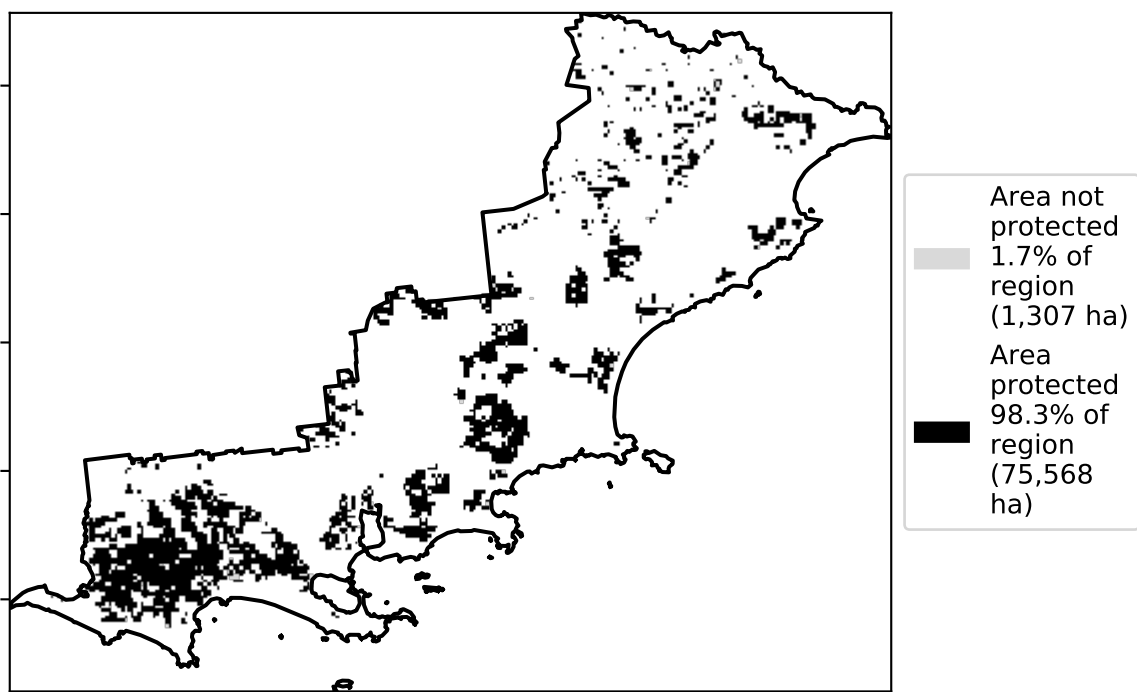 Area not
protected
1.7% of
region
(1,307 ha)
Area
protected
98.3% of
region
(75,568
ha)